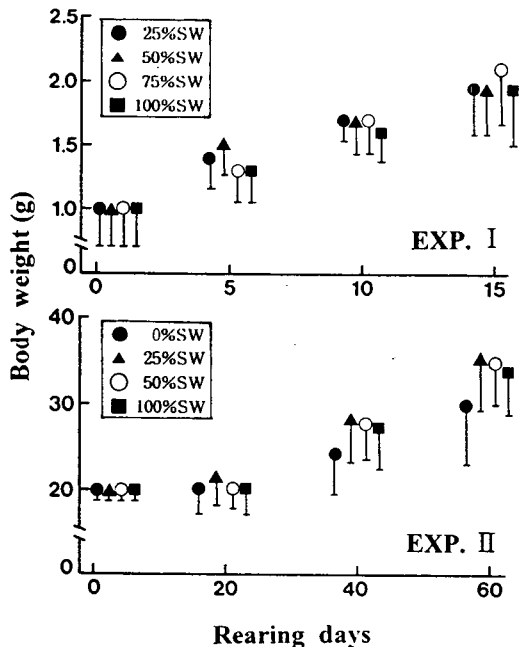 Body weight (g)
2.5
2.0
1.5
1.0
0
25%SW
50%SW
75%SW
100%SW
EXP. I
0 5 10 15
40
30
20
0
0%SW
25%SW
50%SW
100%SW
EXP. II
0 20 40 60
Rearing days